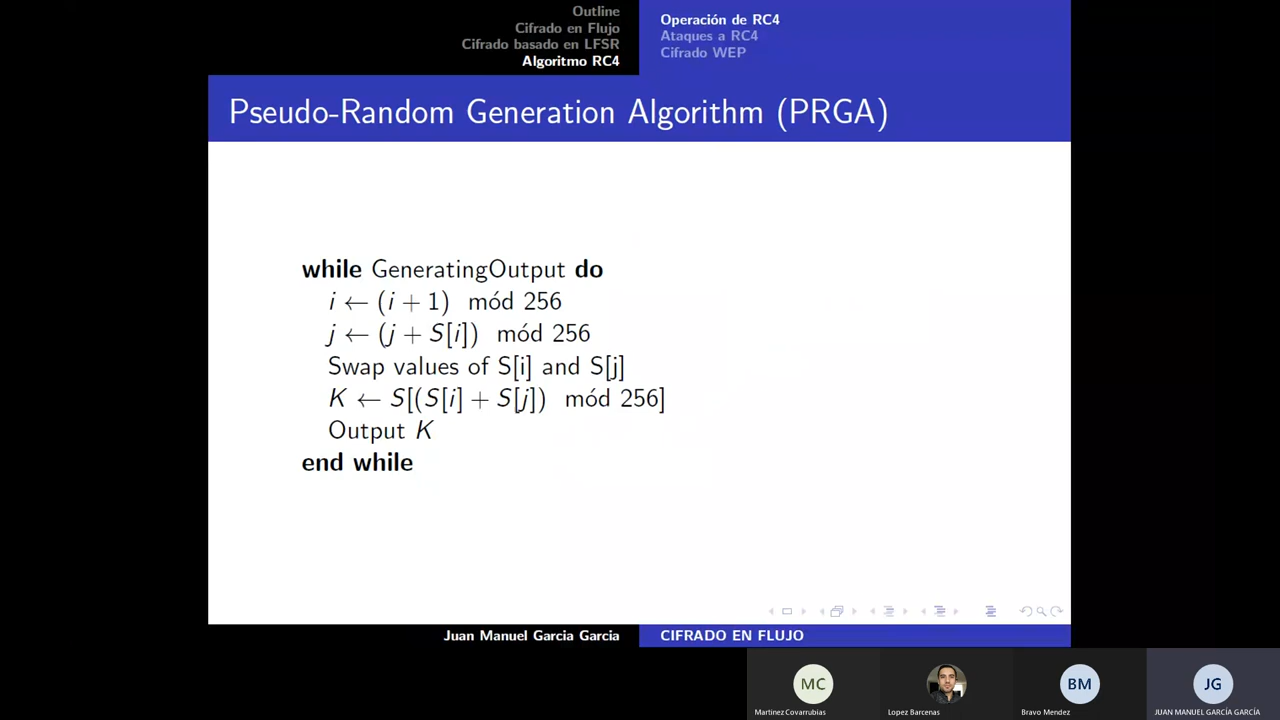 Outline
Cifrado en Flujo
Cifrado basado en LFSR
Algoritmo RC4
Operación de RC4
Ataques a RC4
Cifrado WEP
Pseudo-Random Generation Algorithm (PRGA)
while GeneratingOutput do
i ← (i + 1) mód 256
j ← (j + S[i]) mód 256
Swap values of S[i] and S[j]
K ← S[(S[i] + S[j]) mód 256]
Output K
end while
Juan Manuel Garcia Garcia
CIFRADO EN FLUJO
MC
BM
JG
Martinez Covarrubias
Lopez Barcenas
Bravo Mendez
JUAN MANUEL GARCÍA GARCÍA